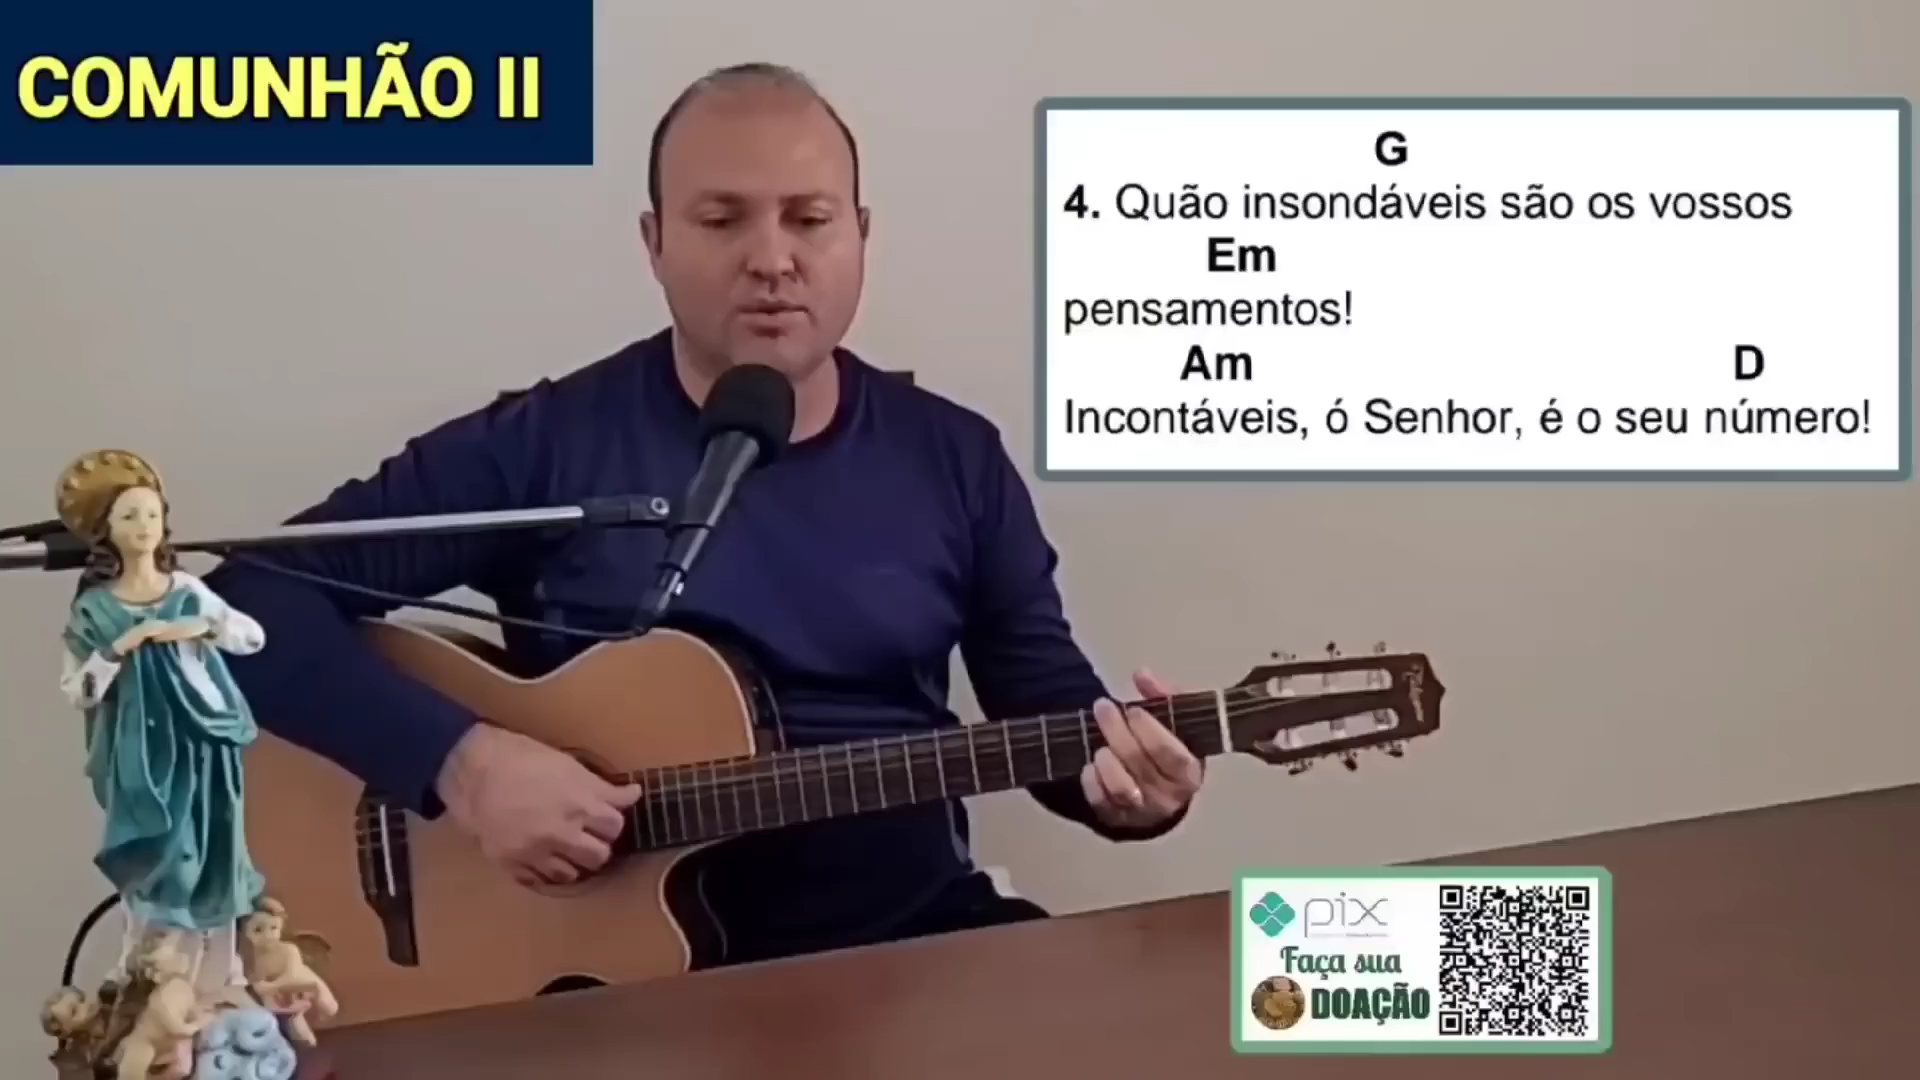 COMUNHÃO II
G
4. Quão insondáveis são os vossos
Em
pensamentos!
Am D
Incontáveis, ó Senhor, é o seu número!
pix
Faça sua
DOAÇÃO